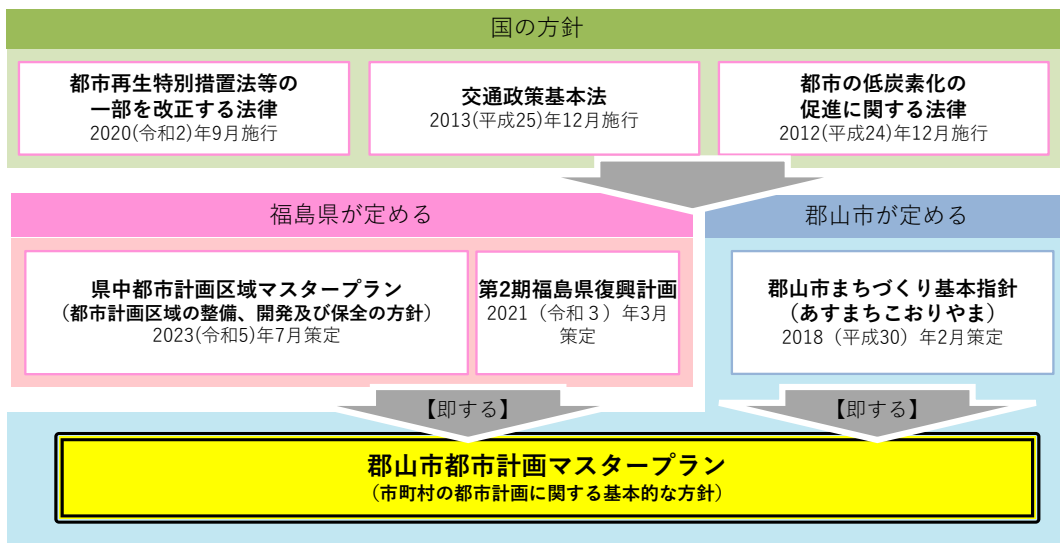 国の方針
都市再生特別措置法等の
一部を改正する法律
2020(令和2)年9月施行
交通政策基本法
2013(平成25)年12月施行
都市の低炭素化の
促進に関する法律
2012(平成24)年12月施行
福島県が定める
県中都市計画区域マスタープラン
（都市計画区域の整備、開発及び保全の方針）
2023(令和5)年7月策定
第2期福島県復興計画
2021（令和３）年3月
策定
郡山市が定める
郡山市まちづくり基本指針
（あすまちこおりやま）
2018（平成30）年2月策定
【即する】
【即する】
郡山市都市計画マスタープラン
（市町村の都市計画に関する基本的な方針）